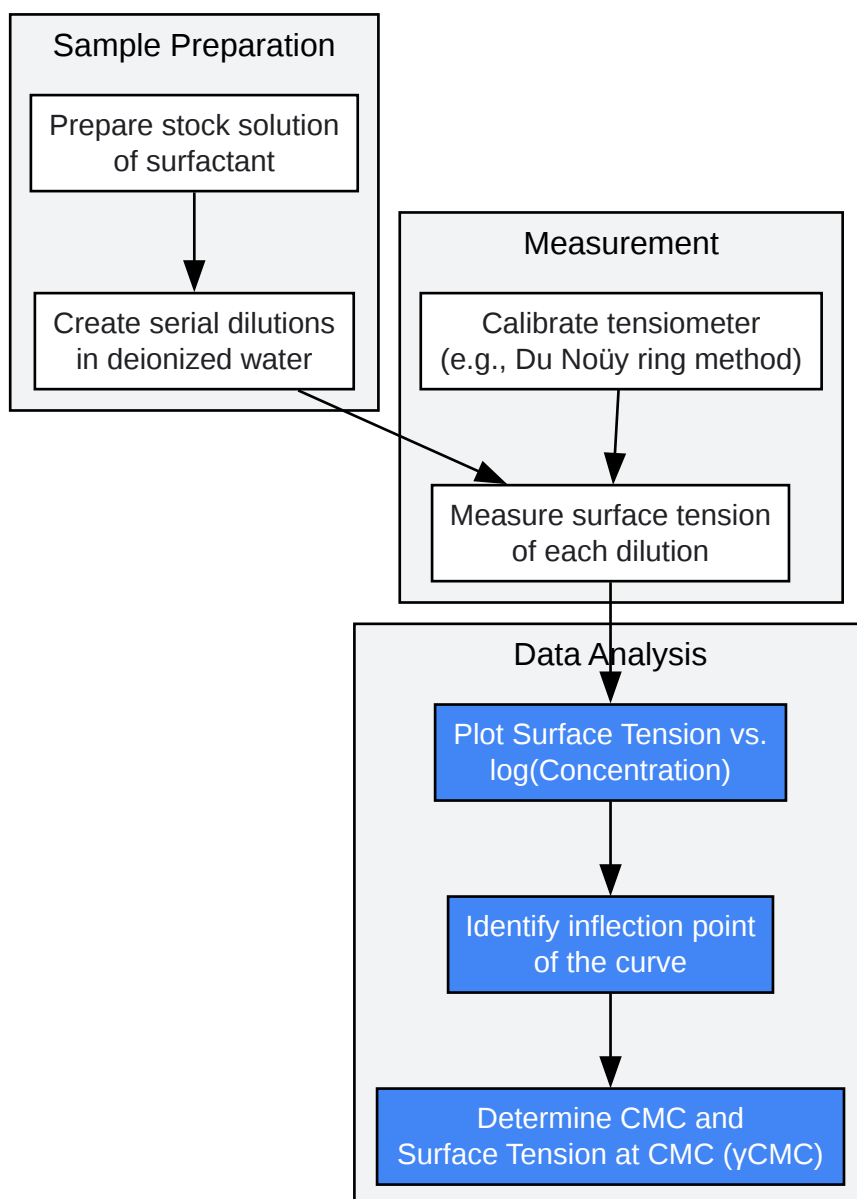 Sample Preparation
Prepare stock solution
of surfactant
Create serial dilutions
in deionized water
Measurement
Calibrate tensiometer
(e.g., Du Noüy ring method)
Measure surface tension
of each dilution
Data Analysis
Plot Surface Tension vs.
log(Concentration)
Identify inflection point
of the curve
Determine CMC and
Surface Tension at CMC (γCMC)